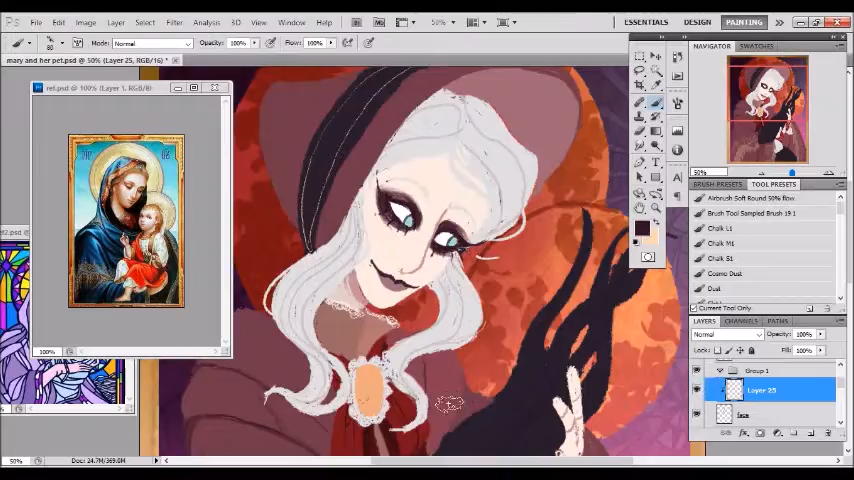 Ps File Edit Image Layer Select Filter Analysis 3D View Window Help Br Mb 50% ESSENTIALS DESIGN PAINTING >>
80 Mode: Normal Opacity: 100% Flow: 100%
mary and her pet.psd @ 50% (Layer 25, RGB/16) *
NAVIGATOR SWATCHES
ref.psd @ 100% (Layer 1, RGB/8)
50%
BRUSH PRESETS TOOL PRESETS
Airbrush Soft Round 50% flow
Brush Tool Sampled Brush 19 1
Chalk L1
Chalk M1
Chalk S1
Cosmo Dust
Dust
Current Tool Only
LAYERS CHANNELS PATHS
Normal Opacity: 100%
Lock: Fill: 100%
Group 1
Layer 25
face
100%
50% Doc: 24.7M/369.0M